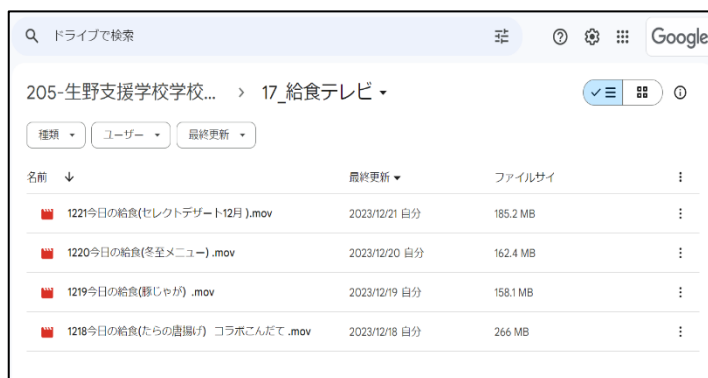 ドライブで検索
Google
205-生野支援学校学校... › 17_給食テレビ
種類 ユーザー 最終更新
名前 ↓ 最終更新 ファイルサイ
1221今日の給食(セレクトデザート12月).mov 2023/12/21 自分 185.2 MB
1220今日の給食(冬至メニュー).mov 2023/12/20 自分 162.4 MB
1219今日の給食(豚じゃが) .mov 2023/12/19 自分 158.1 MB
1218今日の給食(たらの唐揚げ) コラボこんだて.mov 2023/12/18 自分 266 MB